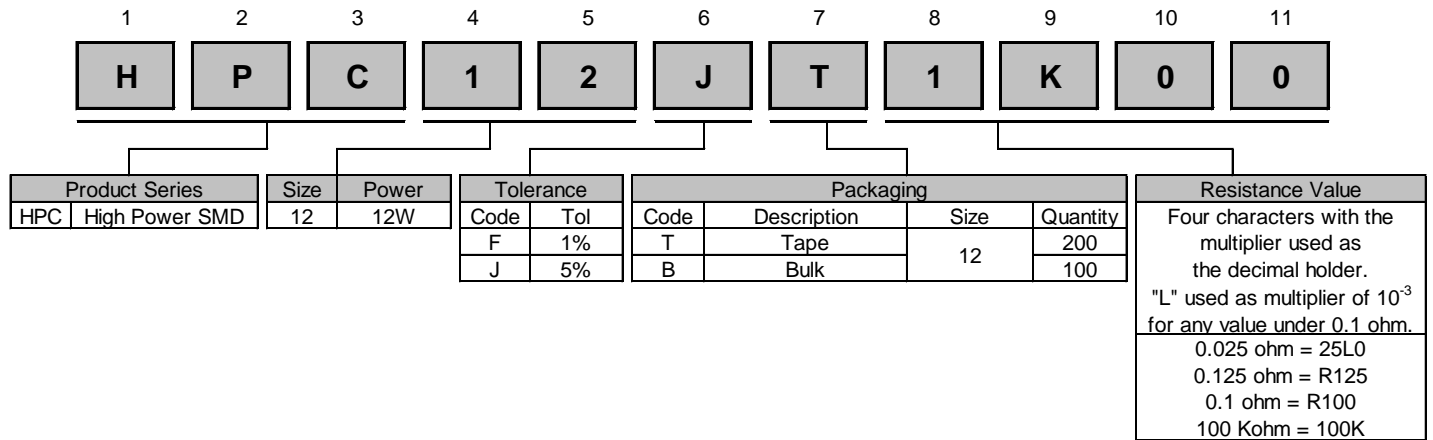 1 2 3 4 5 6 7 8 9 10 11
H P C 1 2 J T 1 K 0 0
Product Series
HPC High Power SMD
Size Power
12 12W
Tolerance
Code Tol
F 1%
J 5%
Packaging
Code Description Size Quantity
T Tape 12 200
B Bulk 100
Resistance Value
Four characters with the
multiplier used as
the decimal holder.
"L" used as multiplier of 10⁻³
for any value under 0.1 ohm.
0.025 ohm = 25L0
0.125 ohm = R125
0.1 ohm = R100
100 Kohm = 100K